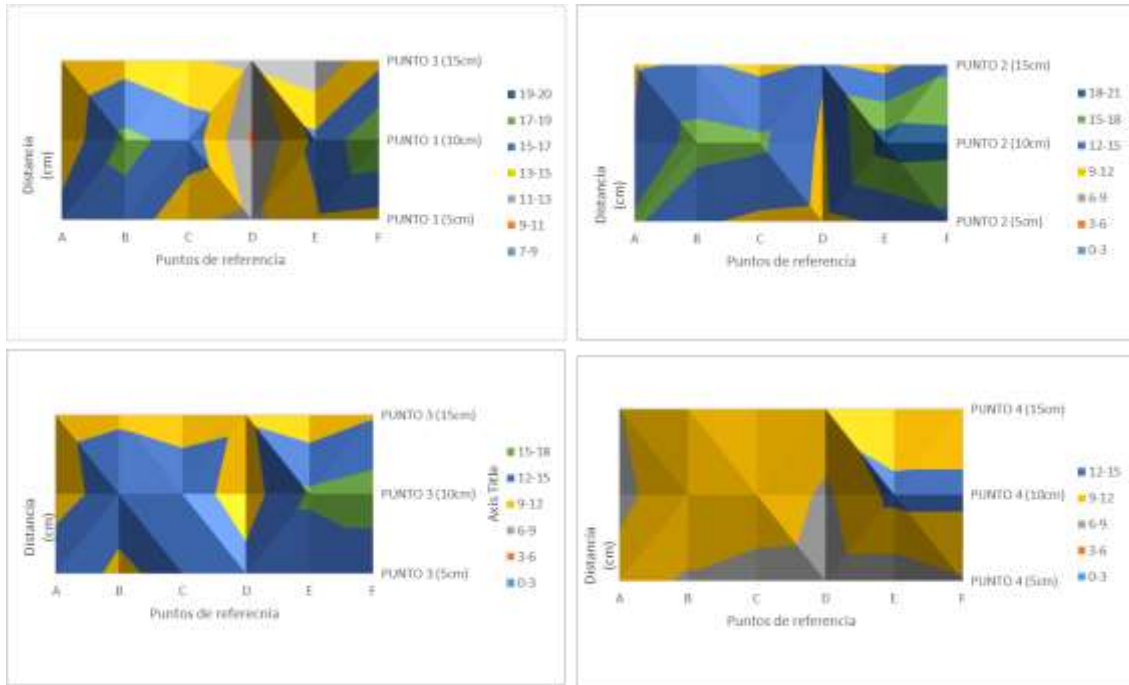 PUNTO 1 (15cm)
PUNTO 1 (10cm)
PUNTO 1 (5cm)
Distancia
(cm)
A B C D E F
Puntos de referencia
19-20
17-19
15-17
13-15
11-13
9-11
7-9
PUNTO 2 (15cm)
PUNTO 2 (10cm)
PUNTO 2 (5cm)
Distancia
(cm)
A B C D E F
Puntos de referencia
18-21
15-18
12-15
9-12
6-9
3-6
0-3
PUNTO 3 (15cm)
PUNTO 3 (10cm)
PUNTO 3 (5cm)
Distancia
(cm)
A B C D E F
Puntos de referecnia
15-18
12-15
9-12
6-9
3-6
0-3
Axis Title
PUNTO 4 (15cm)
PUNTO 4 (10cm)
PUNTO 4 (5cm)
Distancia
(cm)
A B C D E F
Puntos de referencia
12-15
9-12
6-9
3-6
0-3